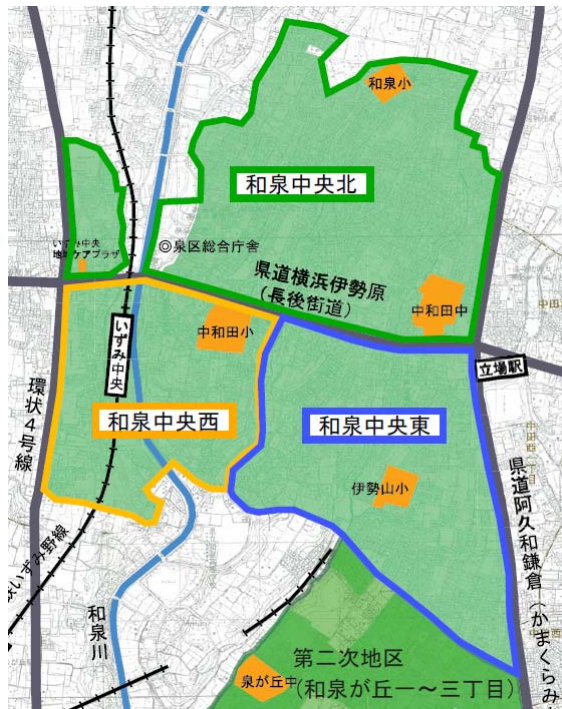 和泉小
和泉中央北
いずみ中央
地域ケアプラザ
◎泉区総合庁舎
県道横浜伊勢原
(長後街道)
中和田中
中和田小
いずみ中央
立場駅
環状4号線
和泉中央西
和泉中央東
伊勢山小
県道阿久和鎌倉(かまくらみ
いずみ野線
和泉川
第二次地区
(和泉が丘一~三丁目)
泉が丘中